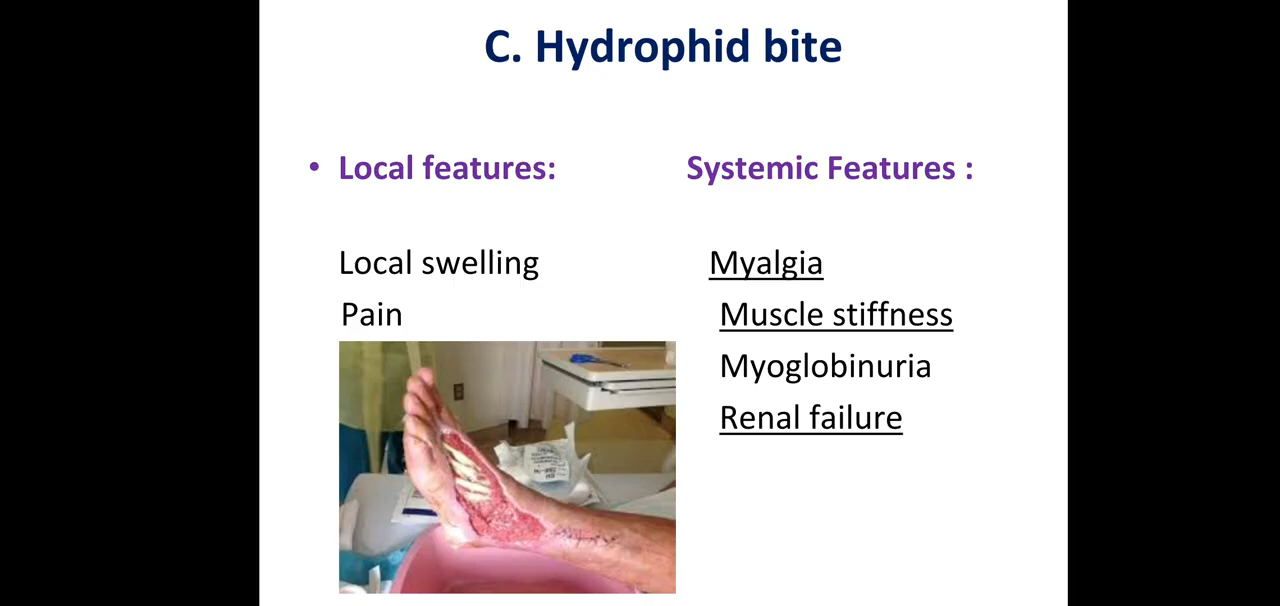 C. Hydrophid bite
• Local features:
Systemic Features :
Local swelling
Pain
Myalgia
Muscle stiffness
Myoglobinuria
Renal failure